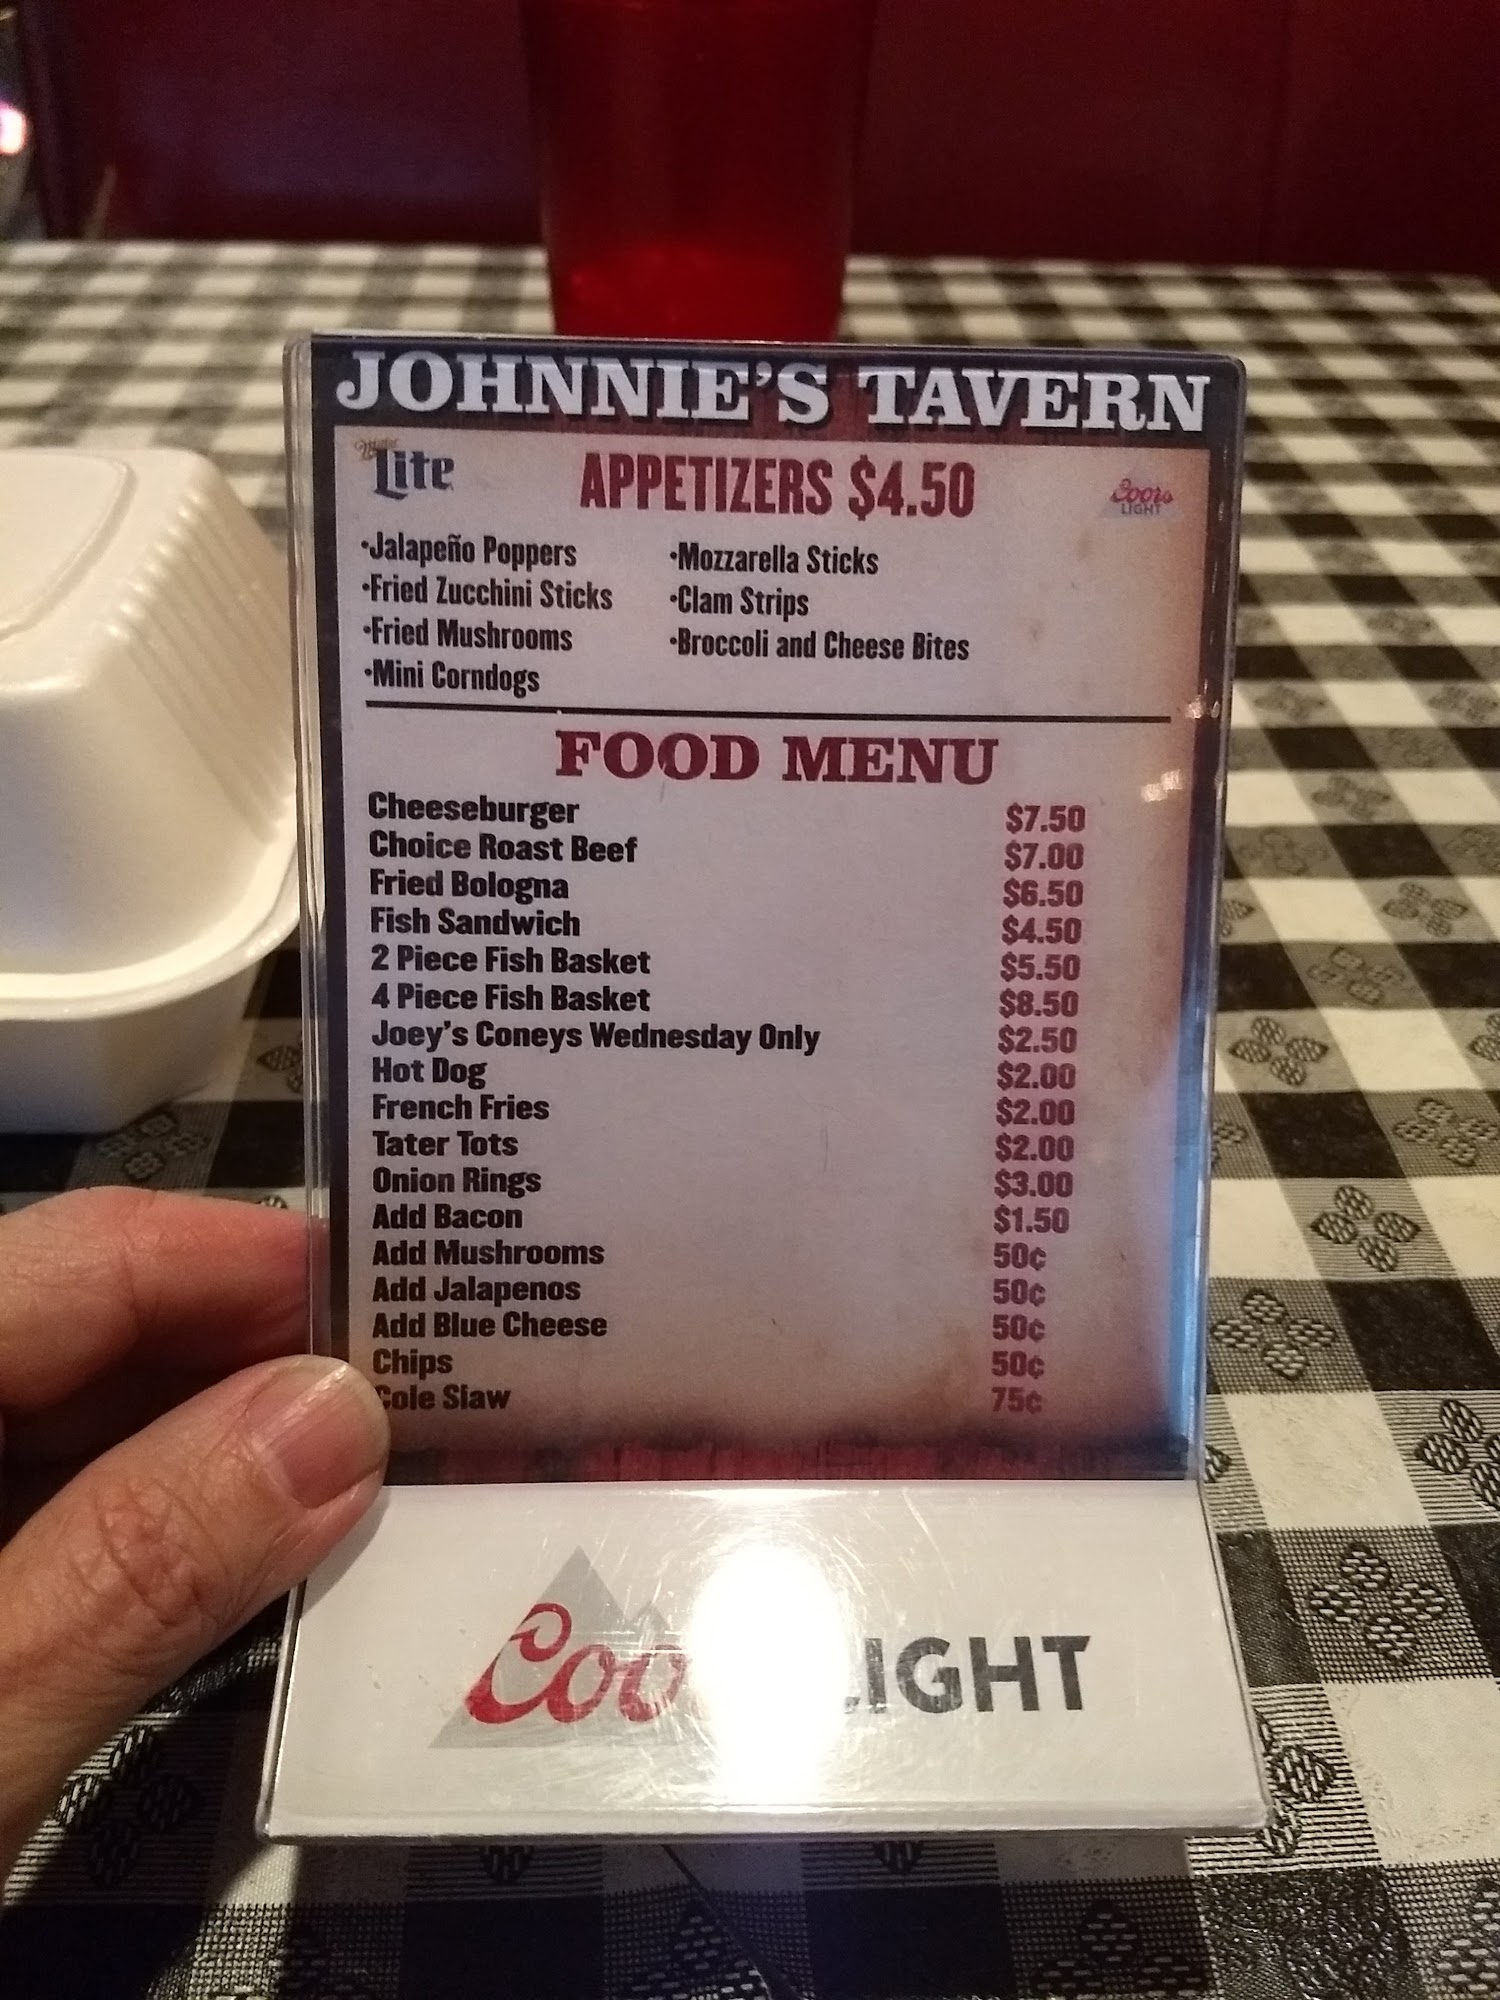 JOHNNIE'S TAVERN
Miller
Lite
APPETIZERS $4.50
Coors
LIGHT
•Jalapeño Poppers
•Fried Zucchini Sticks
•Fried Mushrooms
•Mini Corndogs
•Mozzarella Sticks
•Clam Strips
•Broccoli and Cheese Bites
FOOD MENU
Cheeseburger $7.50
Choice Roast Beef $7.00
Fried Bologna $6.50
Fish Sandwich $4.50
2 Piece Fish Basket $5.50
4 Piece Fish Basket $8.50
Joey's Coneys Wednesday Only $2.50
Hot Dog $2.00
French Fries $2.00
Tater Tots $2.00
Onion Rings $3.00
Add Bacon $1.50
Add Mushrooms 50¢
Add Jalapenos 50¢
Add Blue Cheese 50¢
Chips 50¢
Cole Slaw 75¢
Coors LIGHT